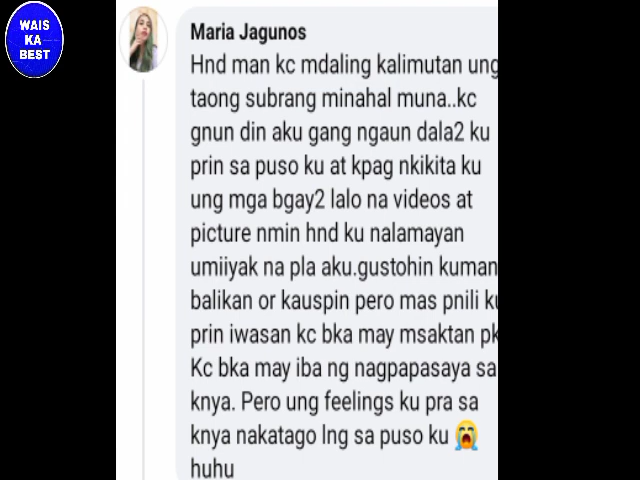 WAIS
KA
BEST
Maria Jagunos
Hnd man kc mdaling kalimutan ung
taong subrang minahal muna..kc
gnun din aku gang ngaun dala2 ku
prin sa puso ku at kpag nkikita ku
ung mga bgay2 lalo na videos at
picture nmin hnd ku nalamayan
umiiyak na pla aku.gustohin kuman
balikan or kauspin pero mas pnili ku
prin iwasan kc bka may msaktan pk
Kc bka may iba ng nagpapasaya sa
knya. Pero ung feelings ku pra sa
knya nakatago lng sa puso ku 😭
huhu